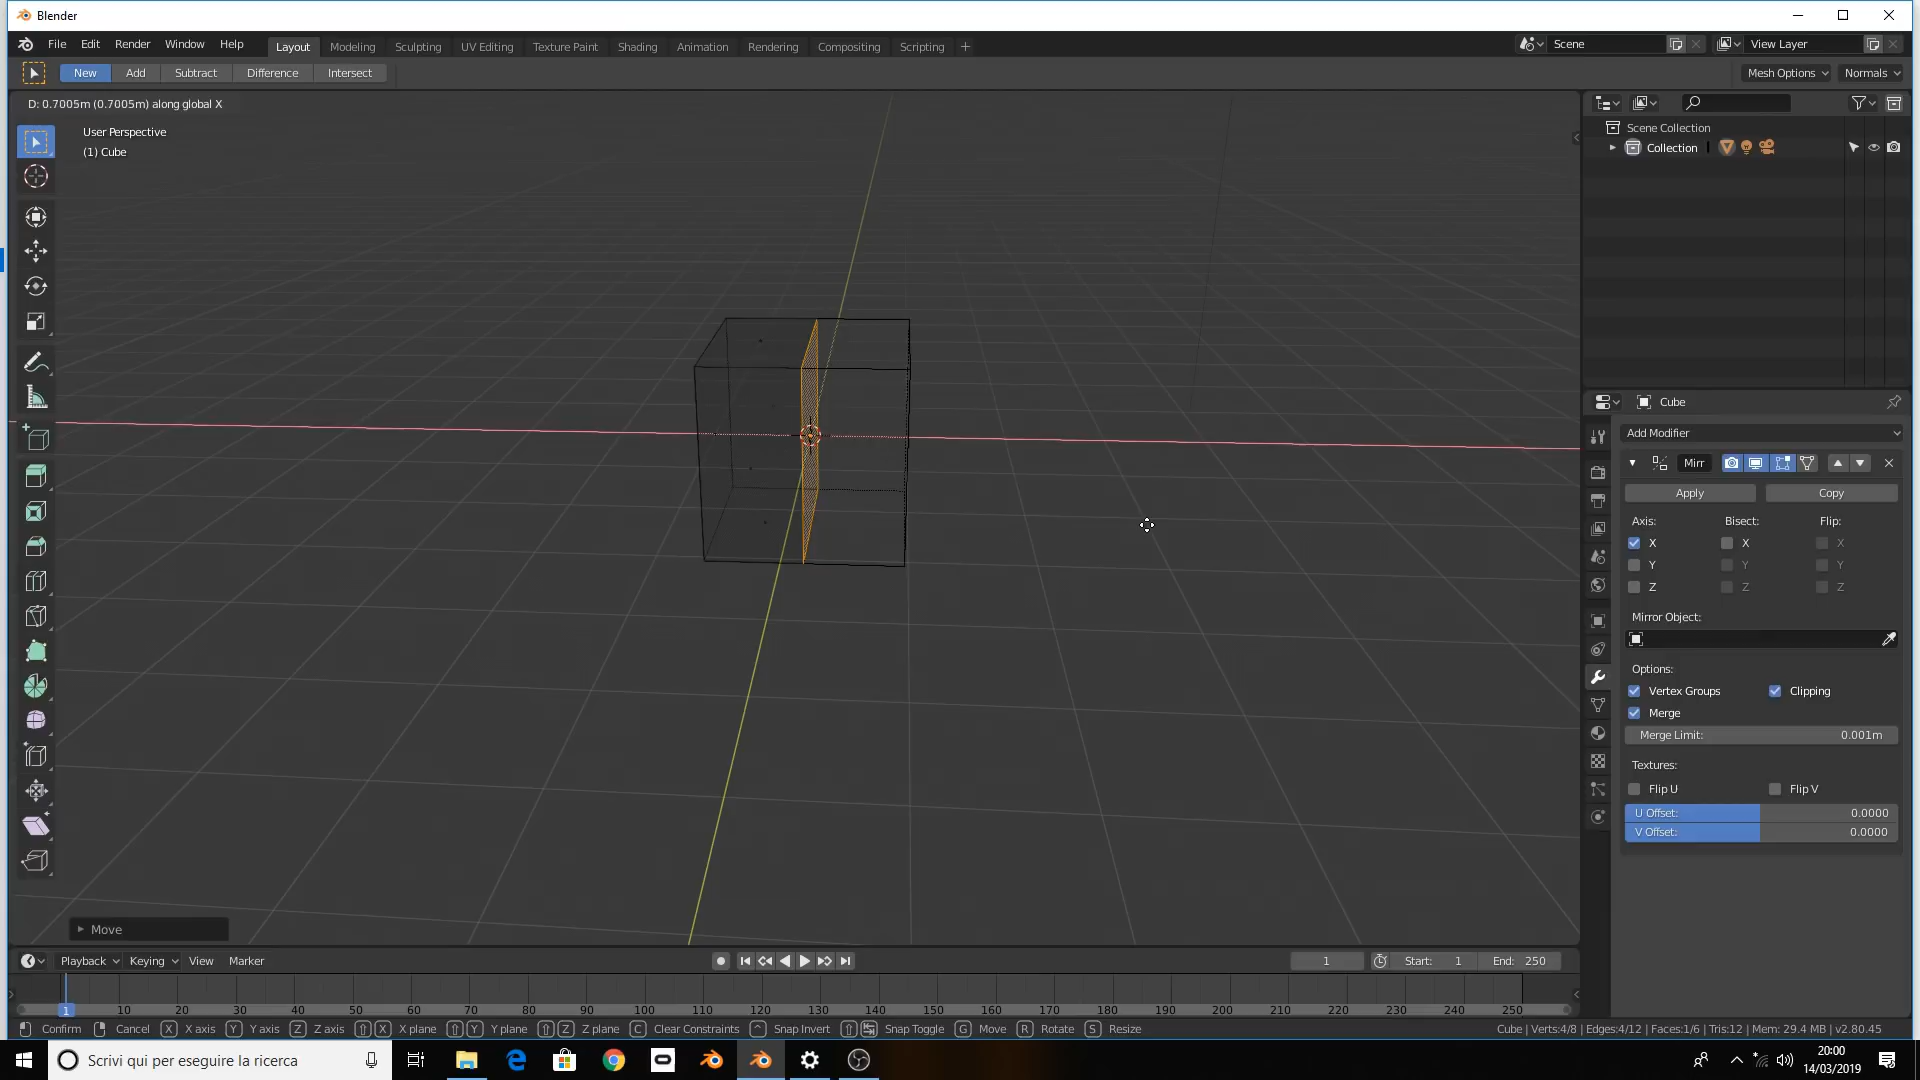 Blender
File Edit Render Window Help Layout Modeling Sculpting UV Editing Texture Paint Shading Animation Rendering Compositing Scripting + Scene View Layer
New Add Subtract Difference Intersect Mesh Options Normals
D: 0.7005m (0.7005m) along global X
User Perspective
(1) Cube
Scene Collection
Collection
Cube
Add Modifier
Mirr
Apply Copy
Axis: Bisect: Flip:
X X X
Y Y Y
Z Z Z
Mirror Object:
Options:
Vertex Groups Clipping
Merge
Merge Limit: 0.001m
Textures:
Flip U Flip V
U Offset: 0.0000
V Offset: 0.0000
Move
Playback Keying View Marker 1 Start: 1 End: 250
1 10 20 30 40 50 60 70 80 90 100 110 120 130 140 150 160 170 180 190 200 210 220 230 240 250
Confirm Cancel X X axis Y Y axis Z Z axis X X plane Y Y plane Z Z plane C Clear Constraints Snap Invert Snap Toggle G Move R Rotate S Resize Cube | Verts:4/8 | Edges:4/12 | Faces:1/6 | Tris:12 | Mem: 29.4 MB | v2.80.45
Scrivi qui per eseguire la ricerca
20:00
14/03/2019